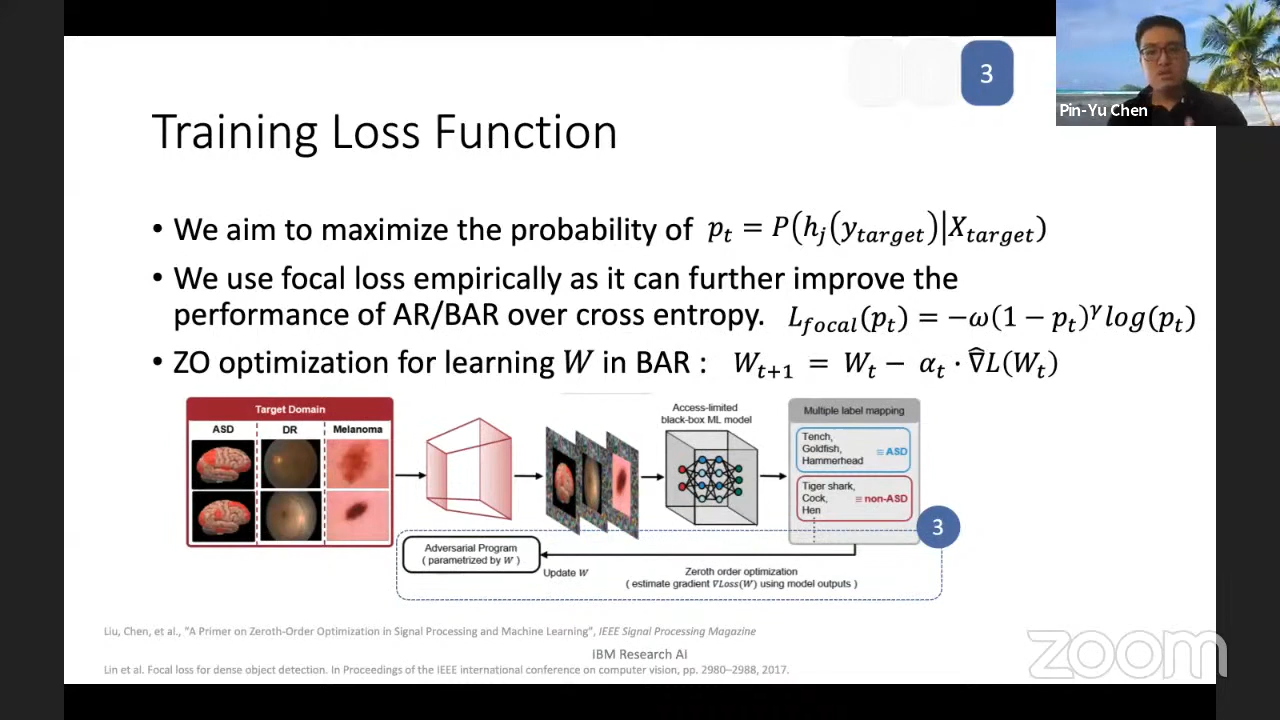 3
Pin-Yu Chen
Training Loss Function
• We aim to maximize the probability of p_t = P(h_j(y_target)|X_target)
• We use focal loss empirically as it can further improve the
performance of AR/BAR over cross entropy. L_focal(p_t) = −ω(1 − p_t)^γ log(p_t)
• ZO optimization for learning W in BAR : W_{t+1} = W_t − α_t · ∇̂L(W_t)
Target Domain
ASD DR Melanoma
Access-limited
black-box ML model
Multiple label mapping
Tench,
Goldfish,
Hammerhead
≡ ASD
Tiger shark,
Cock,
Hen
≡ non-ASD
3
Adversarial Program
( parametrized by W )
Update W
Zeroth order optimization
( estimate gradient ∇Loss(W) using model outputs )
Liu, Chen, et al., "A Primer on Zeroth-Order Optimization in Signal Processing and Machine Learning", IEEE Signal Processing Magazine
IBM Research AI
Lin et al. Focal loss for dense object detection. In Proceedings of the IEEE international conference on computer vision, pp. 2980–2988, 2017.
zoom